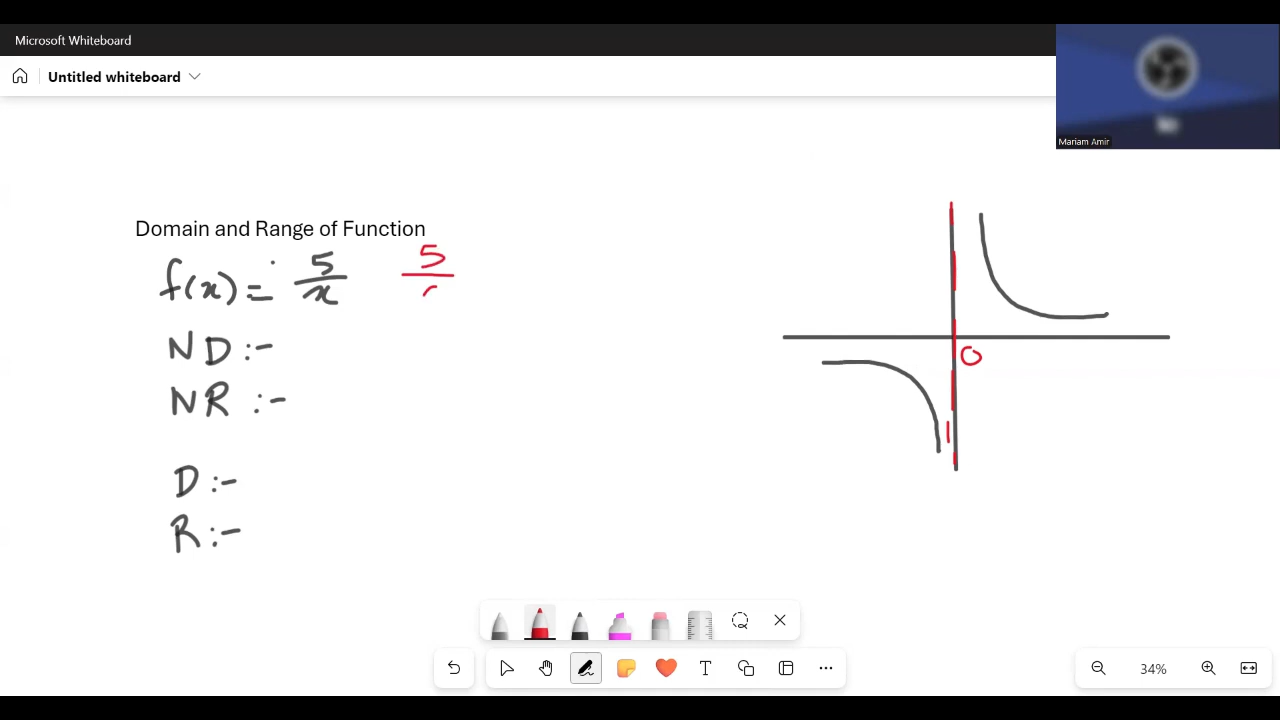 Microsoft Whiteboard
Untitled whiteboard
Mariam Amir
Domain and Range of Function
f(x) = 5/x 5/
ND :-
NR :-
D :-
R :-
0
34%